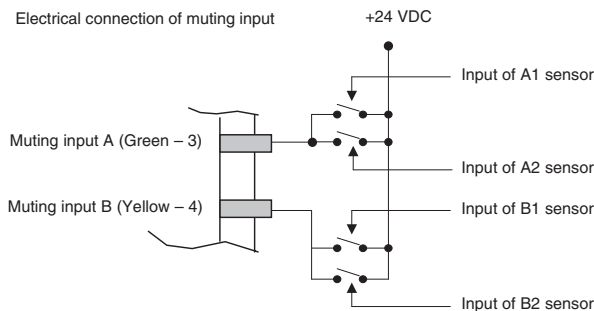 Electrical connection of muting input
+24 VDC
Input of A1 sensor
Muting input A (Green – 3)
Input of A2 sensor
Muting input B (Yellow – 4)
Input of B1 sensor
Input of B2 sensor